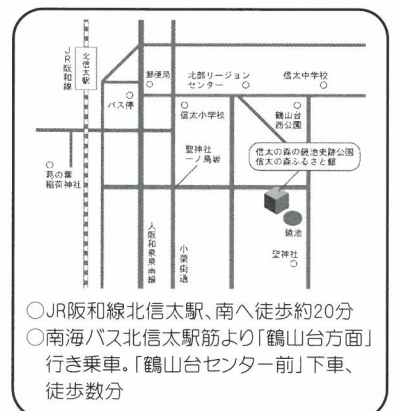 JR阪和線
北信太駅
郵便局
北部リージョン
センター
信太中学校
バス停
信太小学校
鶴山台
西公園
聖神社
一ノ鳥居
信太の森の鏡池史跡公園
信太の森ふるさと館
葛の葉
稲荷神社
大阪和泉泉南線
小栗街道
鏡池
聖神社
○JR阪和線北信太駅、南へ徒歩約20分
○南海バス北信太駅筋より「鶴山台方面」
行き乗車。「鶴山台センター前」下車、
徒歩数分